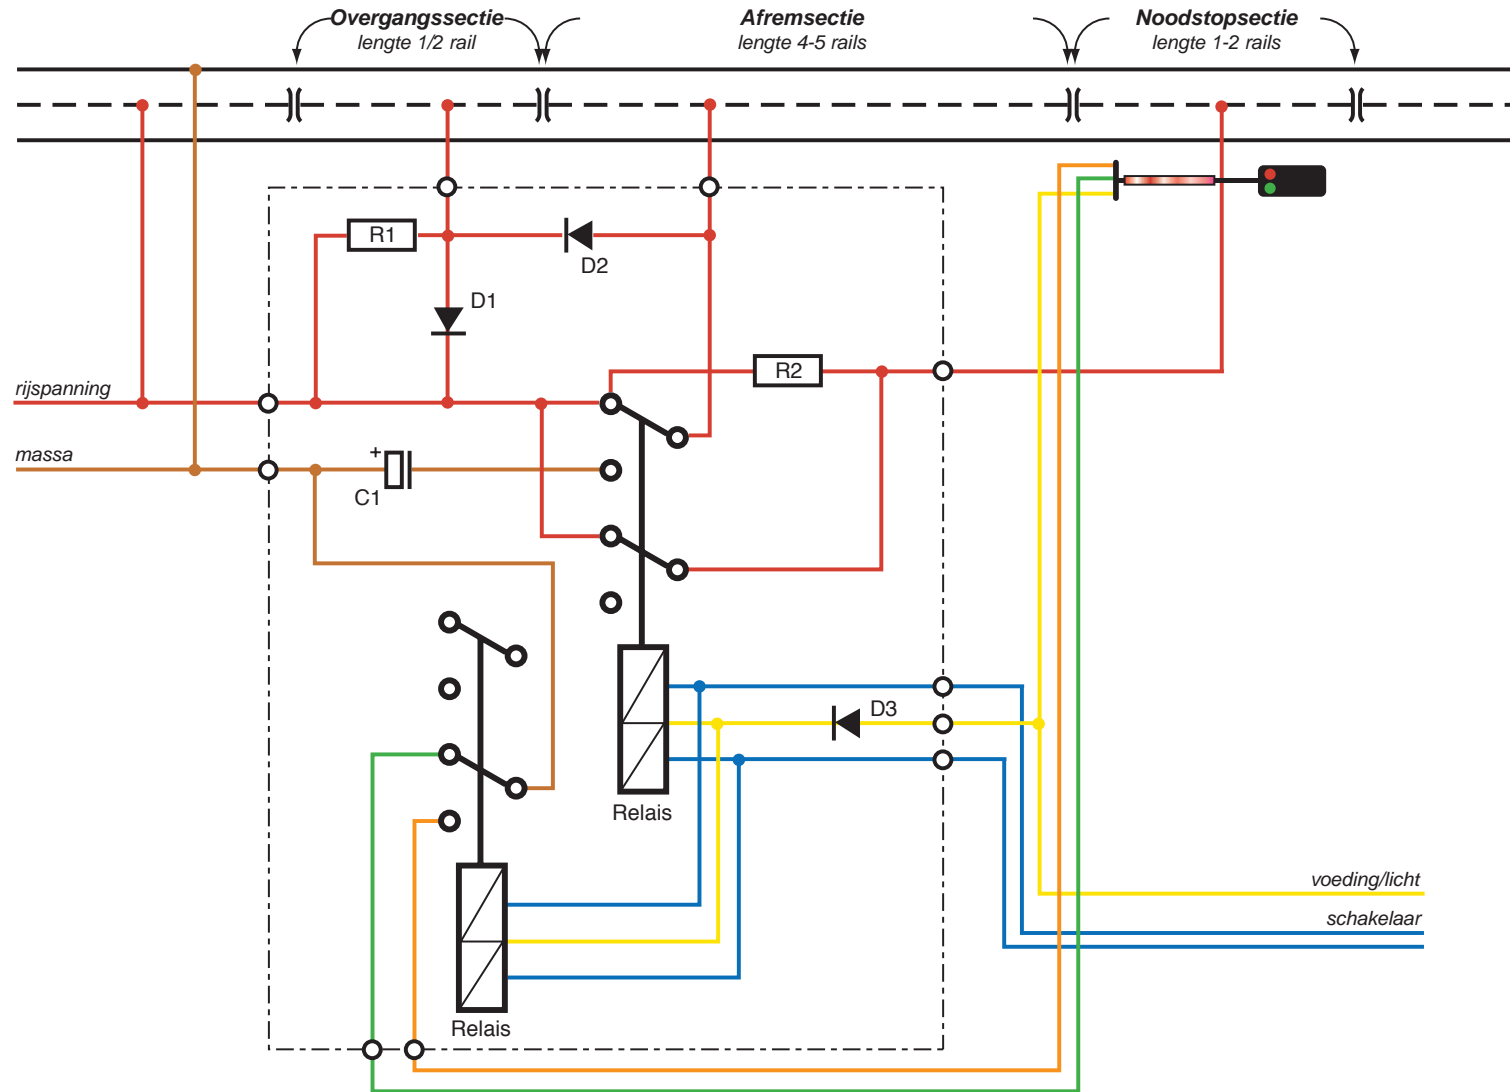 Overgangssectie
lengte 1/2 rail
Afremsectie
lengte 4-5 rails
Noodstopsectie
lengte 1-2 rails
R1
D2
D1
R2
rijspanning
massa
+
C1
D3
Relais
voeding/licht
schakelaar
Relais